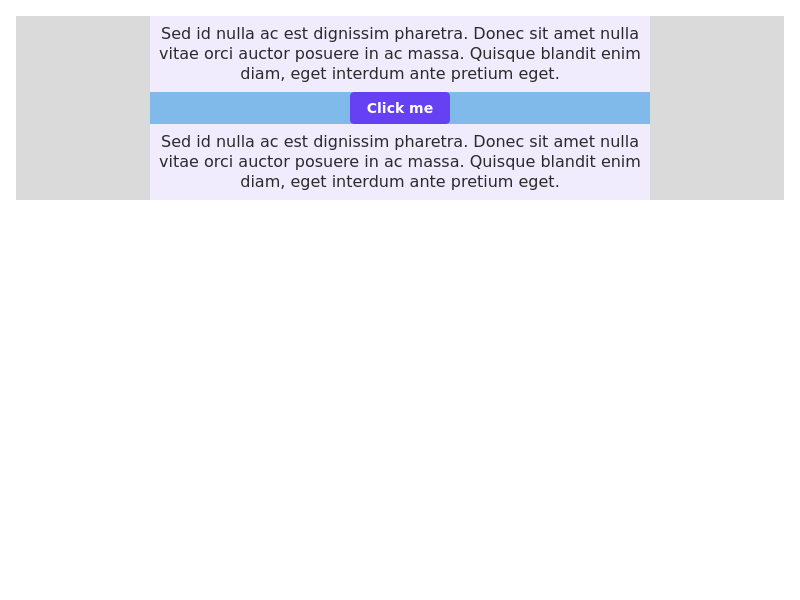 Sed id nulla ac est dignissim pharetra. Donec sit amet nulla
vitae orci auctor posuere in ac massa. Quisque blandit enim
diam, eget interdum ante pretium eget.
Click me
Sed id nulla ac est dignissim pharetra. Donec sit amet nulla
vitae orci auctor posuere in ac massa. Quisque blandit enim
diam, eget interdum ante pretium eget.